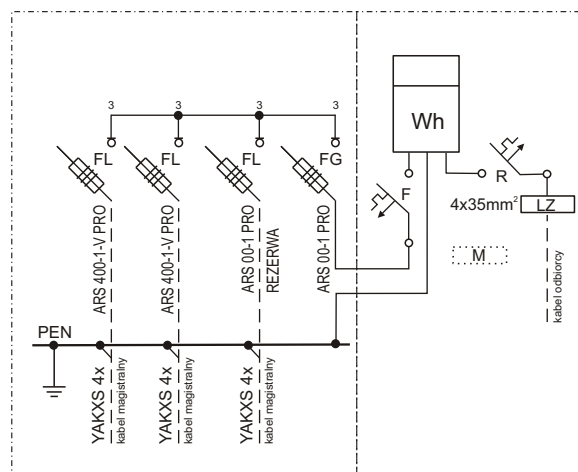 3
3
3
3
FL
FL
FL
FG
ARS 400-1-V PRO
ARS 400-1-V PRO
ARS 00-1 PRO
REZERWA
ARS 00-1 PRO
Wh
F
R
4x35mm²
LZ
M
kabel odbiorcy
PEN
YAKXS 4x
kabel magistralny
YAKXS 4x
kabel magistralny
YAKXS 4x
kabel magistralny